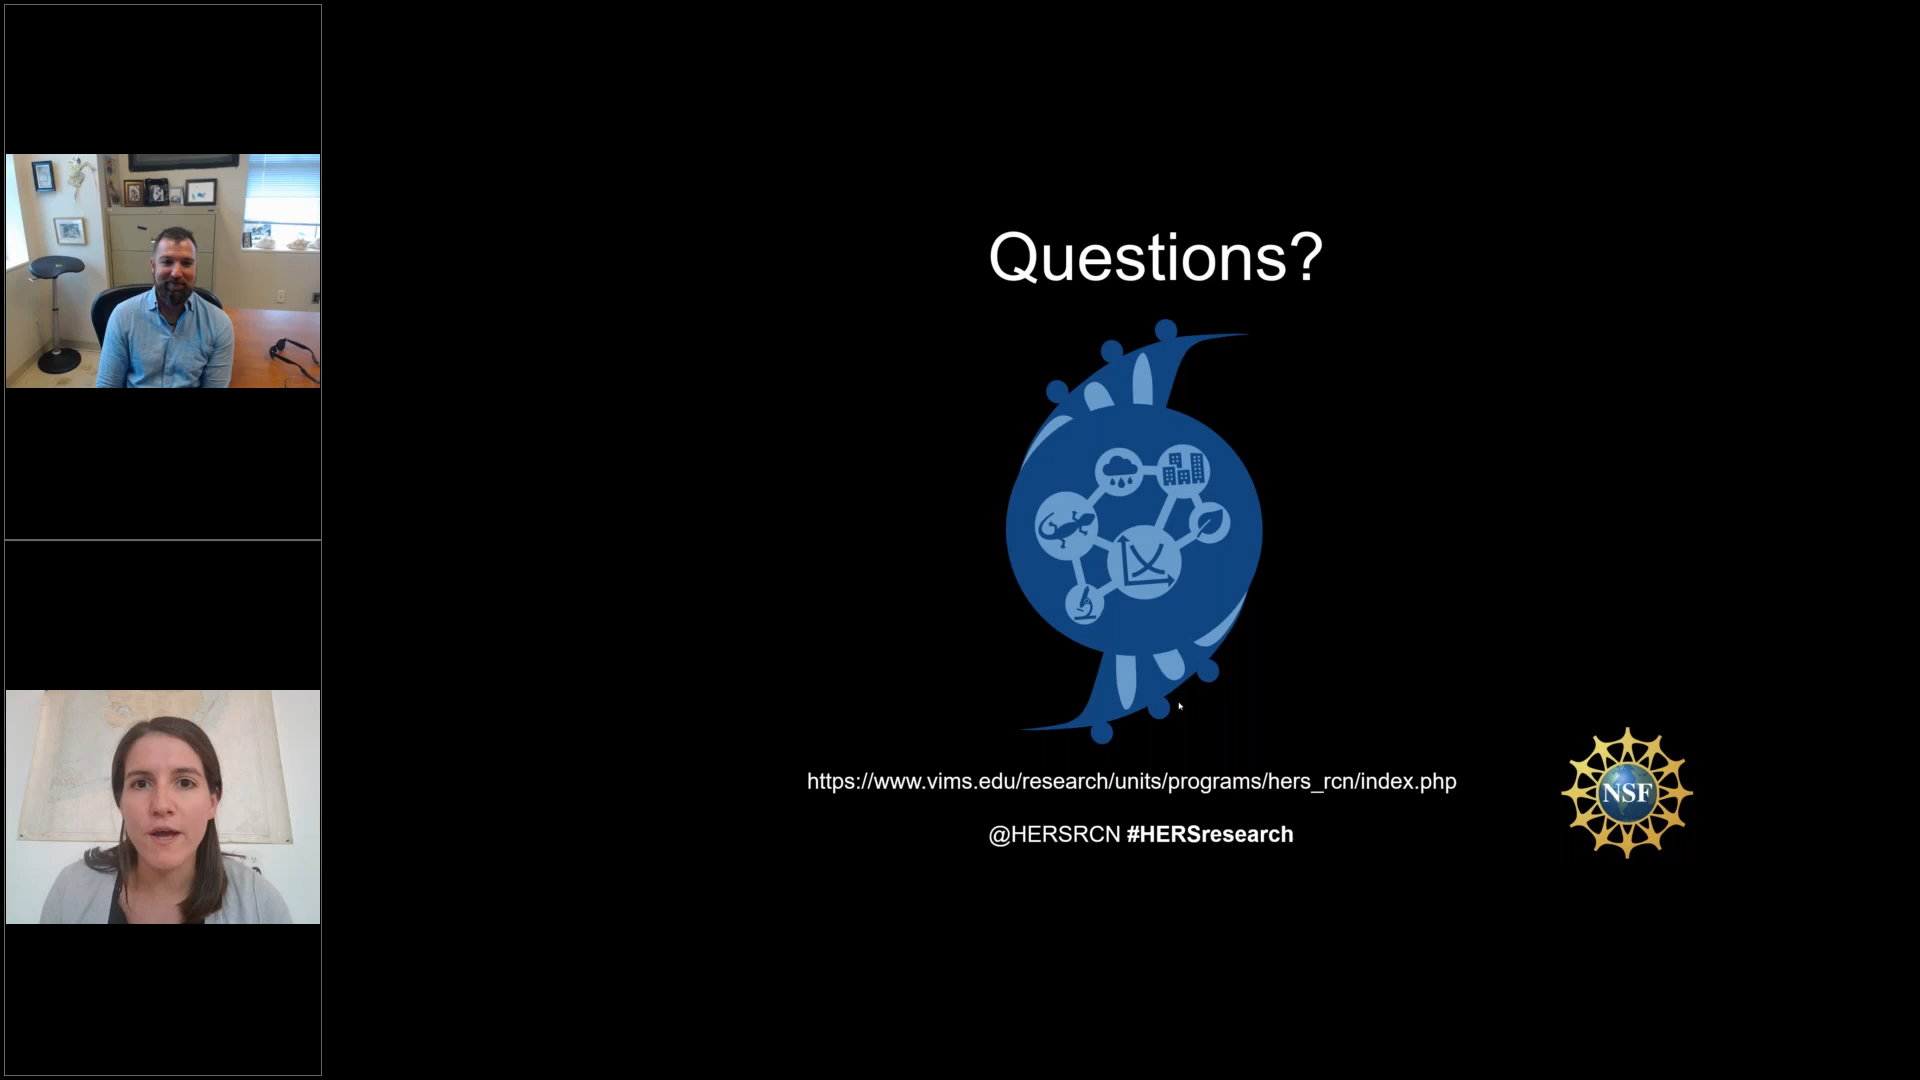 Questions?
https://www.vims.edu/research/units/programs/hers_rcn/index.php
NSF
@HERSRCN #HERSresearch